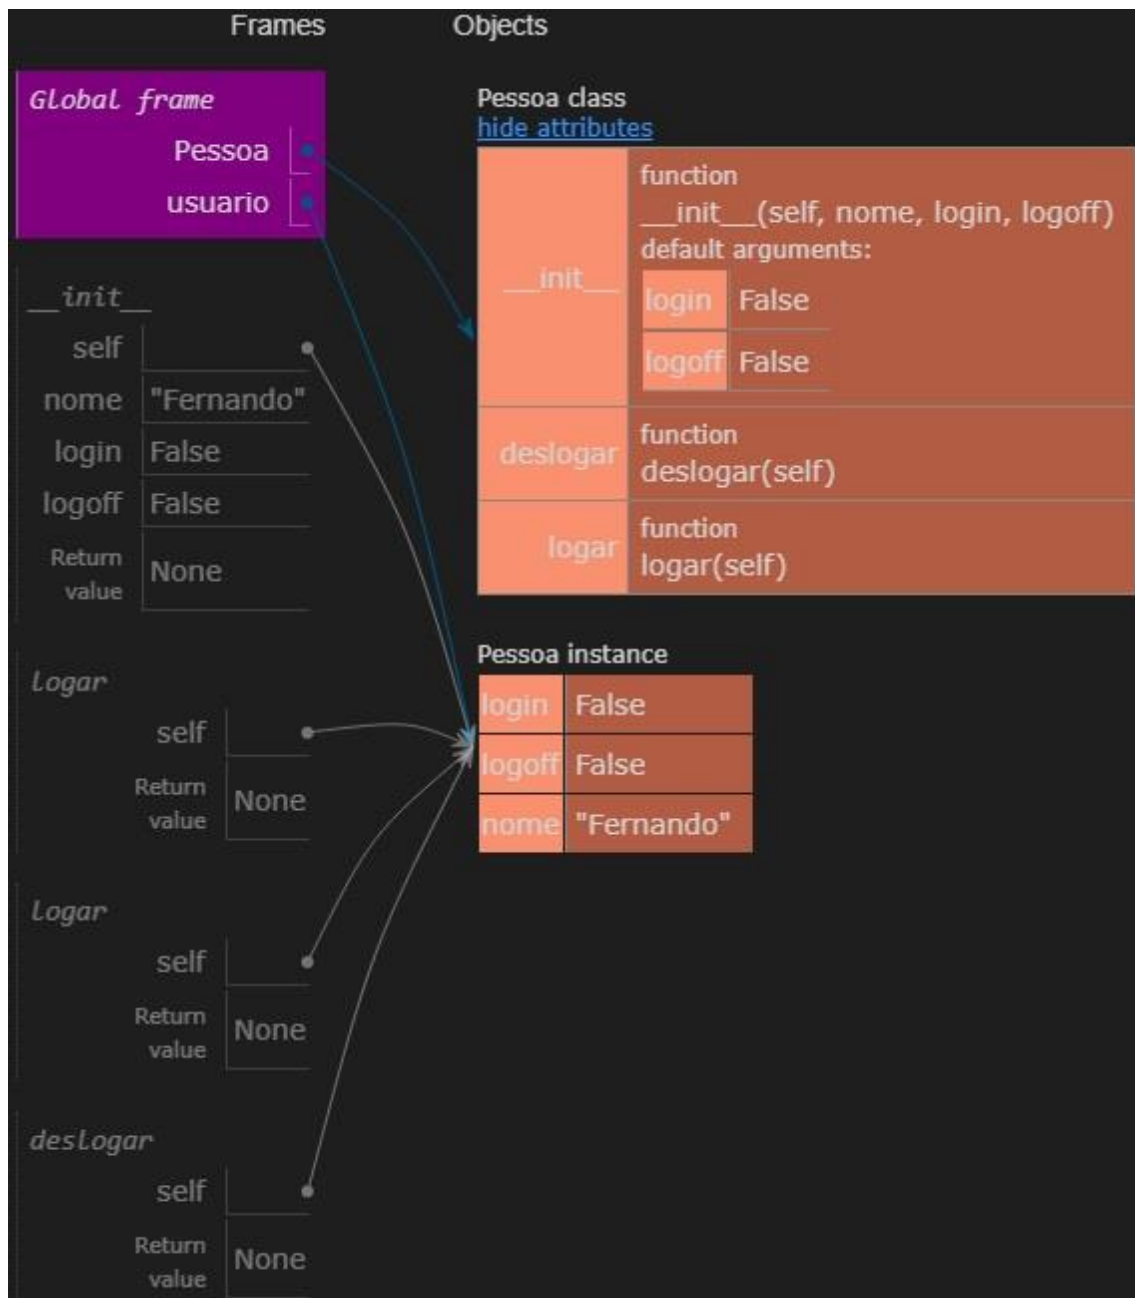 Frames Objects
Global frame
Pessoa
usuario
__init__
self
nome "Fernando"
login False
logoff False
Return
value None
logar
self
Return
value None
logar
self
Return
value None
deslogar
self
Return
value None
Pessoa class
hide attributes
__init__
function
__init__(self, nome, login, logoff)
default arguments:
login False
logoff False
deslogar
function
deslogar(self)
logar
function
logar(self)
Pessoa instance
login False
logoff False
nome "Fernando"